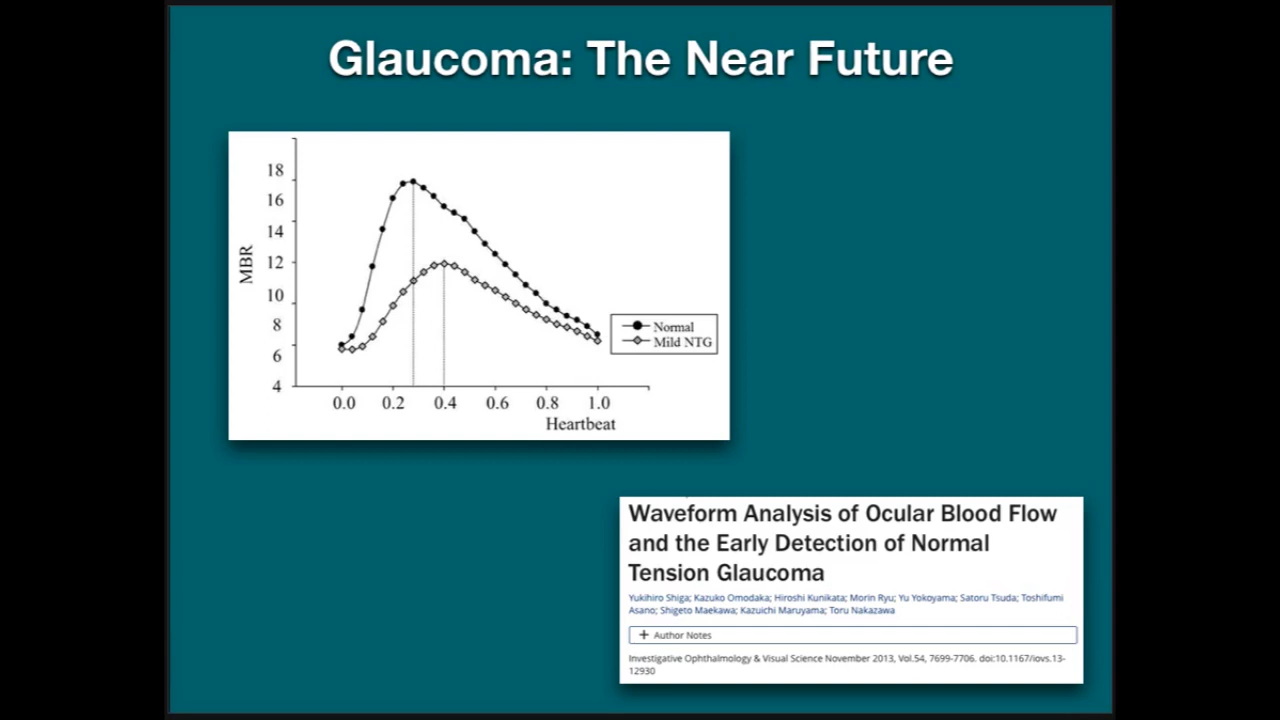 Glaucoma: The Near Future
18
16
14
12
10
8
6
4
MBR
0.0 0.2 0.4 0.6 0.8 1.0
Heartbeat
Normal
Mild NTG
Waveform Analysis of Ocular Blood Flow
and the Early Detection of Normal
Tension Glaucoma
Yukihiro Shiga; Kazuko Omodaka; Hiroshi Kunikata; Morin Ryu; Yu Yokoyama; Satoru Tsuda; Toshifumi
Asano; Shigeto Maekawa; Kazuichi Maruyama; Toru Nakazawa
+ Author Notes
Investigative Ophthalmology & Visual Science November 2013, Vol.54, 7699-7706. doi:10.1167/iovs.13-
12930